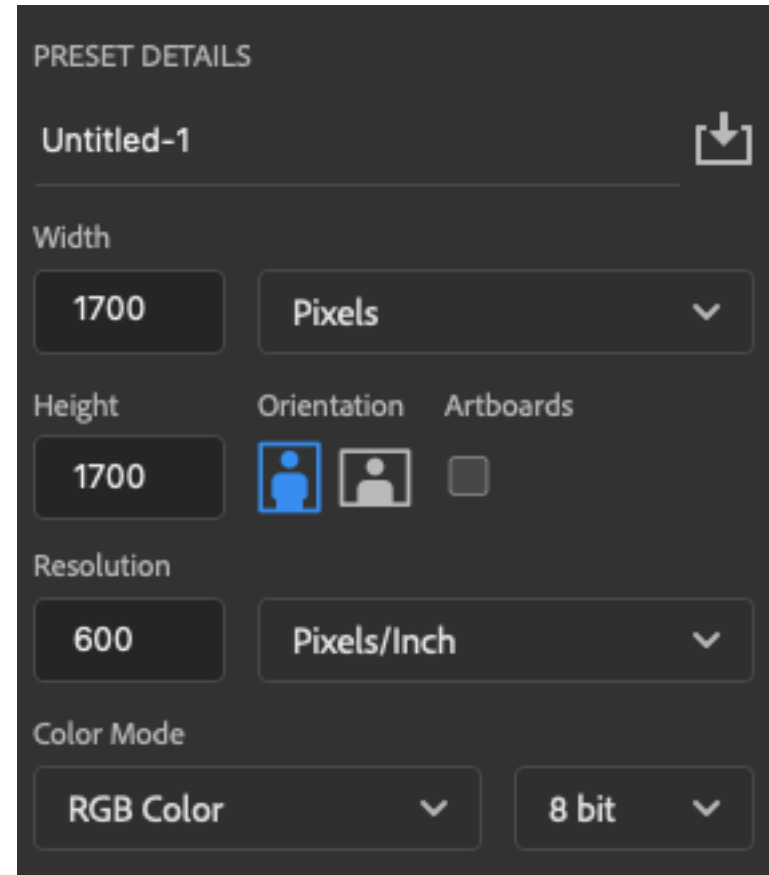 PRESET DETAILS
Untitled-1
Width
1700 Pixels
Height Orientation Artboards
1700
Resolution
600 Pixels/Inch
Color Mode
RGB Color 8 bit